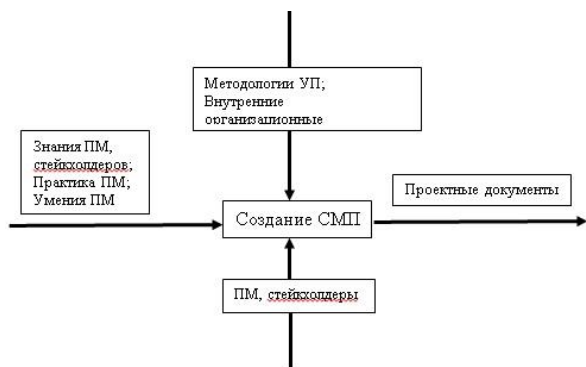 Методологии УП;
Внутренние
организационные
Знания ПМ,
стейкхолдеров;
Практика ПМ;
Умения ПМ
Проектные документы
Создание СМП
ПМ, стейкхолдеры